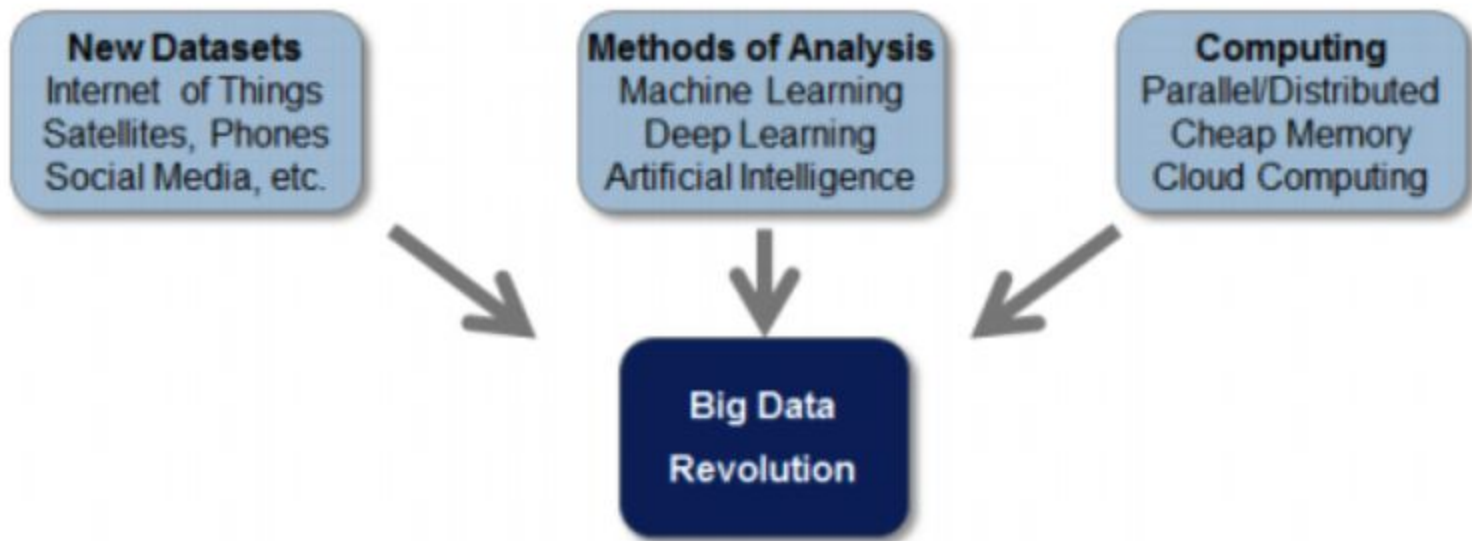 New Datasets
Internet of Things
Satellites, Phones
Social Media, etc.
Methods of Analysis
Machine Learning
Deep Learning
Artificial Intelligence
Computing
Parallel/Distributed
Cheap Memory
Cloud Computing
Big Data
Revolution